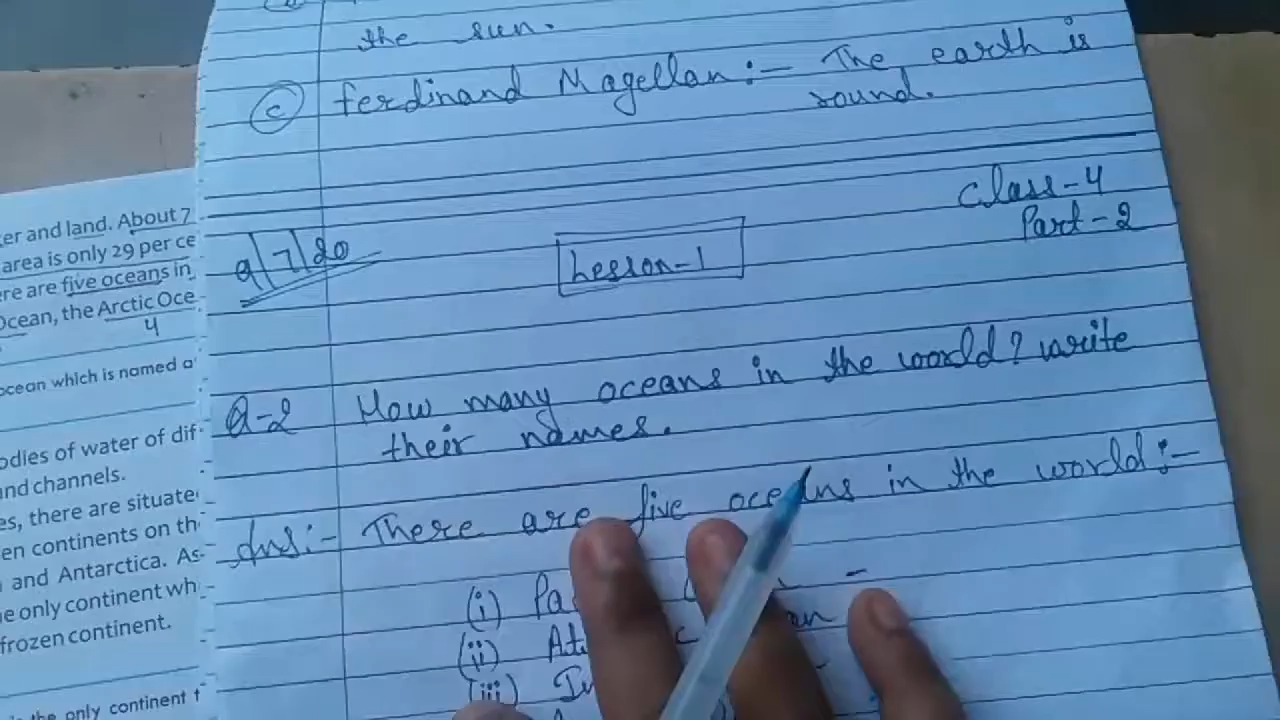 the sun.
(c) Ferdinand Magellan :- The earth is
round.
Class-4
Part-2
9/7/20
Lesson-1
Q-2 How many oceans in the world? write
their names.
Ans:- There are five oceans in the world :-
(i) Pa
(ii)
(iii) In
er and land. About 7
area is only 29 per ce
ere are five oceans in
Ocean, the Arctic Oce
4
ocean which is named a
odies of water of dif
and channels.
es, there are situate
en continents on th
and Antarctica. As
e only continent wh
frozen continent.
the only continent t